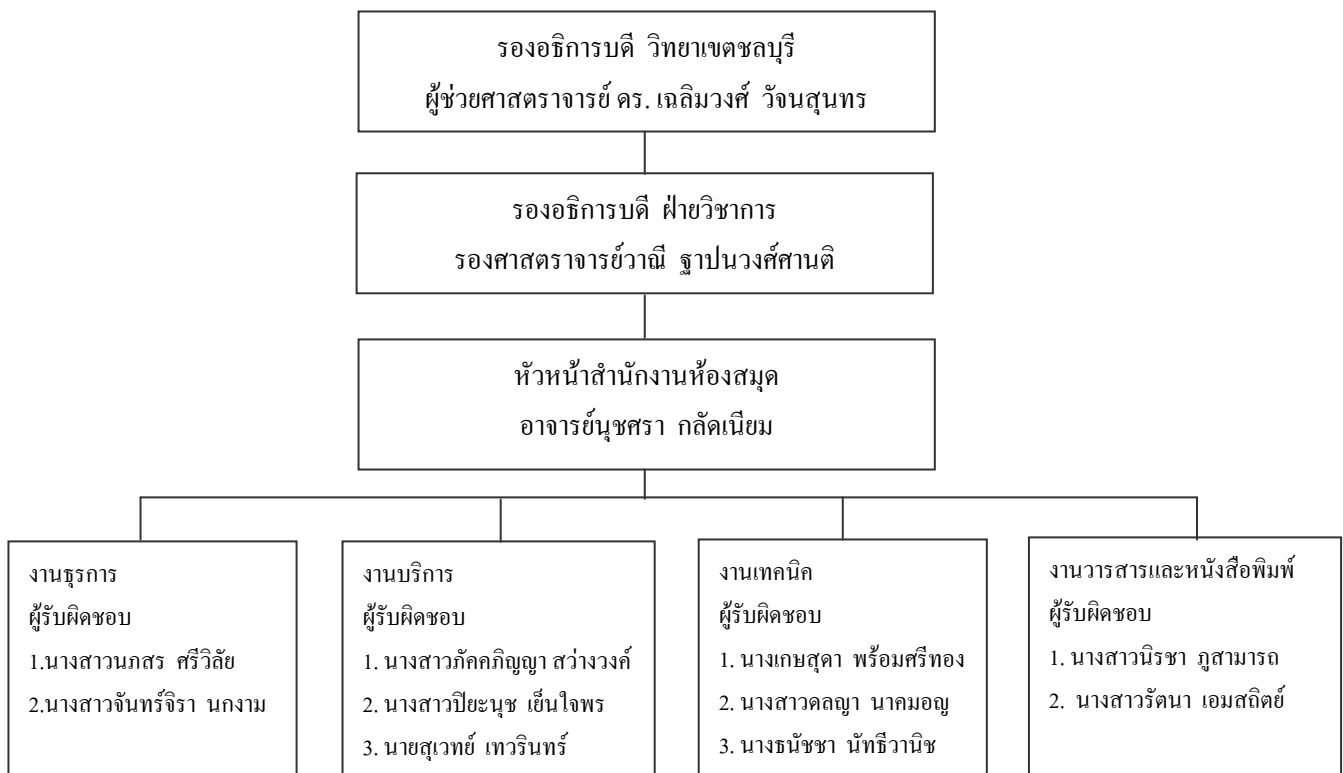 รองอธิการบดี วิทยาเขตชลบุรี
ผู้ช่วยศาสตราจารย์ ดร. เฉลิมวงศ์ วัจนสุนทร
รองอธิการบดี ฝ่ายวิชาการ
รองศาสตราจารย์วาณี ฐาปนวงศ์ศานติ
หัวหน้าสำนักงานห้องสมุด
อาจารย์นุชศรา กลัดเนียม
งานธุรการ
ผู้รับผิดชอบ
1.นางสาวนภสร ศรีวิลัย
2.นางสาวจันทร์จิรา นกงาม
งานบริการ
ผู้รับผิดชอบ
1. นางสาวภัคคภิญญา สว่างวงค์
2. นางสาวปิยะนุช เย็นใจพร
3. นายสุเวทย์ เทวรินทร์
งานเทคนิค
ผู้รับผิดชอบ
1. นางเกษสุดา พร้อมศรีทอง
2. นางสาวดลญา นาคมอญ
3. นางธนัชชา นัทธีวานิช
งานวารสารและหนังสือพิมพ์
ผู้รับผิดชอบ
1. นางสาวนิรชา ภูสามารถ
2. นางสาวรัตนา เอมสถิตย์